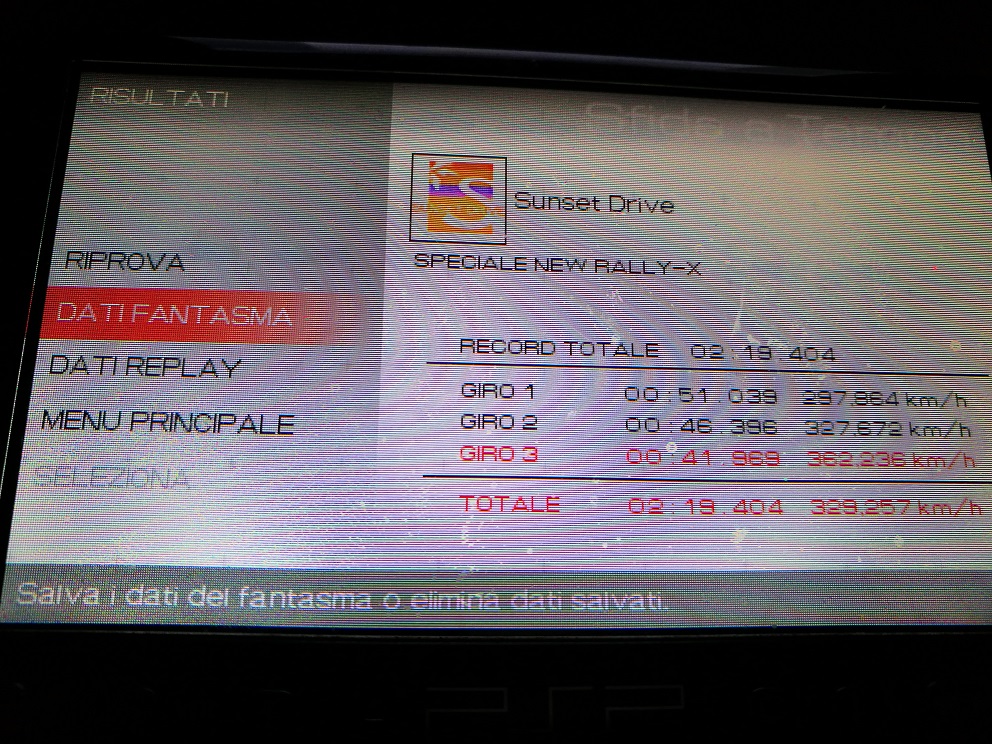 RISULTATI
Sfida a Tempo
Sunset Drive
SPECIALE NEW RALLY-X
RIPROVA
DATI FANTASMA
DATI REPLAY
MENU PRINCIPALE
SELEZIONA
RECORD TOTALE 02:19.404
GIRO 1 00:51.039 297,864 km/h
GIRO 2 00:46.396 327,672 km/h
GIRO 3 00:41.969 362,236 km/h
TOTALE 02:19.404 329,257 km/h
Salva i dati del fantasma o elimina dati salvati.